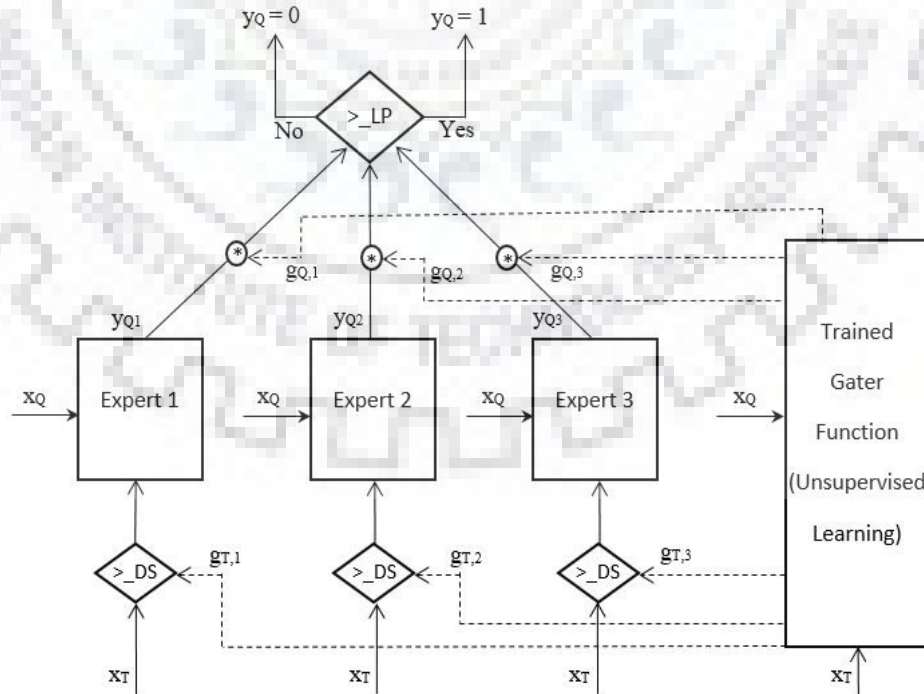 yQ = 0
yQ = 1
>_LP
No
Yes
*
*
*
gQ,1
gQ,2
gQ,3
yQ1
yQ2
yQ3
Expert 1
Expert 2
Expert 3
xQ
xQ
xQ
xQ
Trained
Gater
Function
(Unsupervised
Learning)
>_DS
>_DS
>_DS
gT,1
gT,2
gT,3
xT
xT
xT
xT